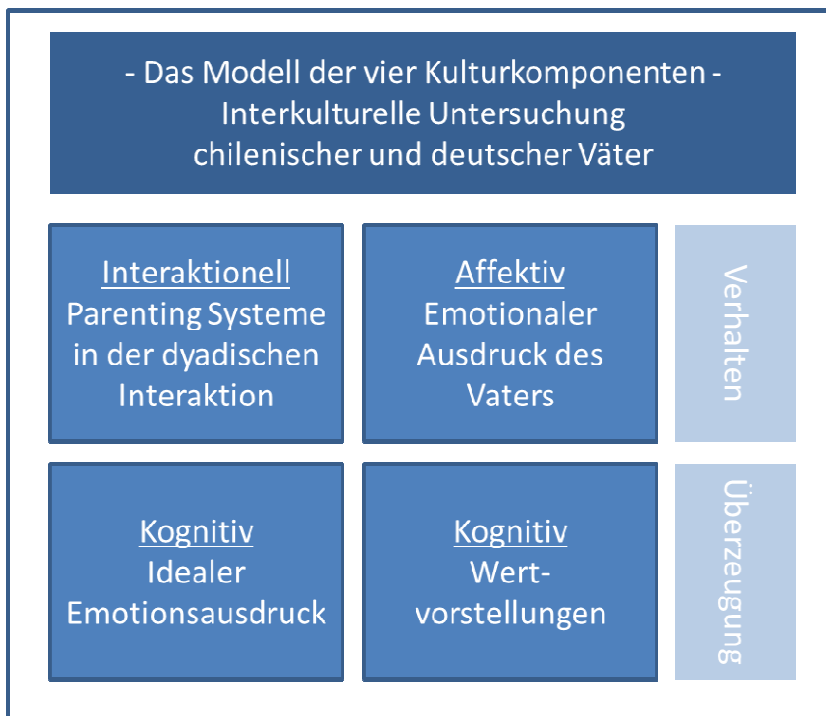 - Das Modell der vier Kulturkomponenten -
Interkulturelle Untersuchung
chilenischer und deutscher Väter
Interaktionell
Parenting Systeme
in der dyadischen
Interaktion
Affektiv
Emotionaler
Ausdruck des
Vaters
Verhalten
Kognitiv
Idealer
Emotionsausdruck
Kognitiv
Wert-
vorstellungen
Überzeugung